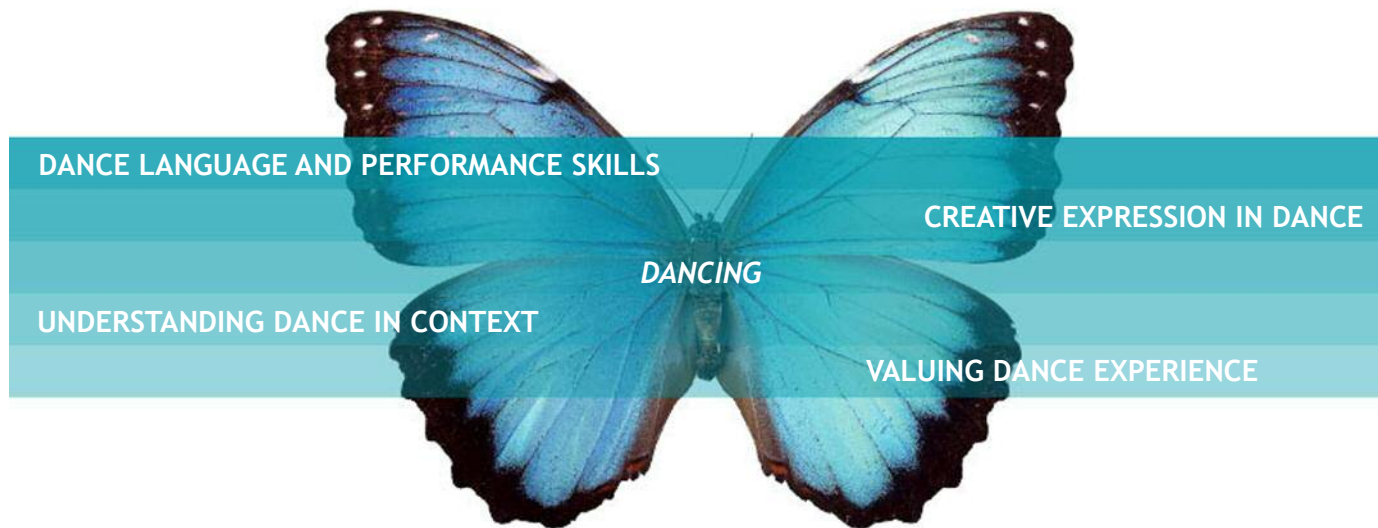 DANCE LANGUAGE AND PERFORMANCE SKILLS
CREATIVE EXPRESSION IN DANCE
DANCING
UNDERSTANDING DANCE IN CONTEXT
VALUING DANCE EXPERIENCE